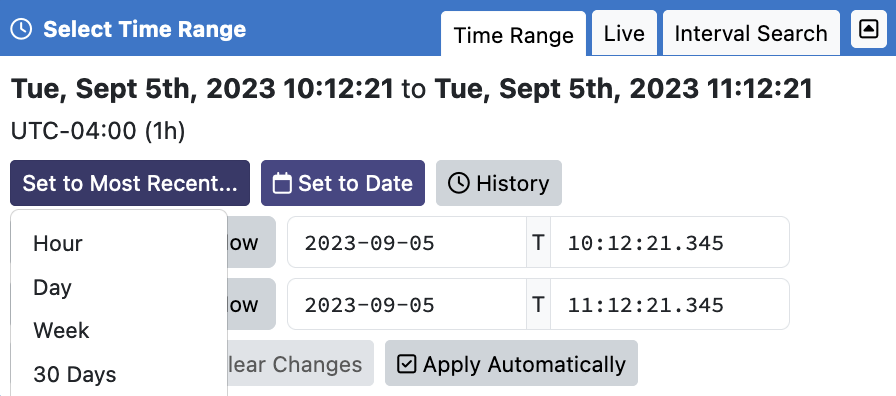 Select Time Range
Time Range
Live
Interval Search
Tue, Sept 5th, 2023 10:12:21 to Tue, Sept 5th, 2023 11:12:21
UTC-04:00 (1h)
Set to Most Recent...
Set to Date
History
Hour
Day
Week
30 Days
2023-09-05 T 10:12:21.345
2023-09-05 T 11:12:21.345
Changes
Apply Automatically